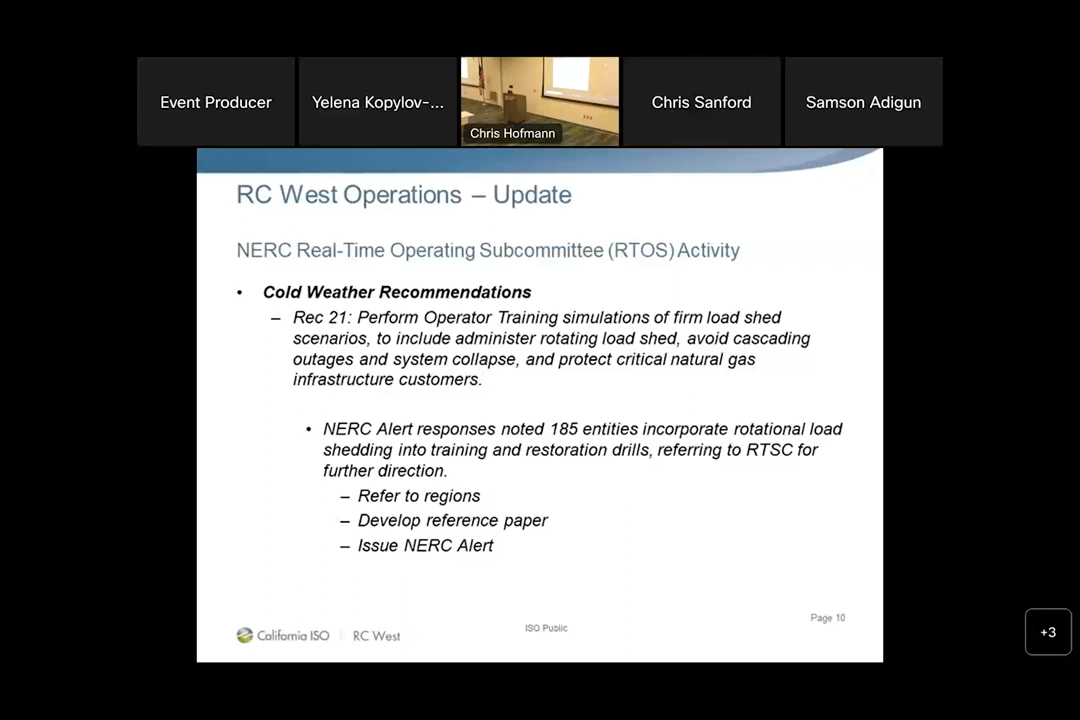 Event Producer
Yelena Kopylov-...
Chris Hofmann
Chris Sanford
Samson Adigun
RC West Operations – Update
NERC Real-Time Operating Subcommittee (RTOS) Activity
• Cold Weather Recommendations
– Rec 21: Perform Operator Training simulations of firm load shed
scenarios, to include administer rotating load shed, avoid cascading
outages and system collapse, and protect critical natural gas
infrastructure customers.
• NERC Alert responses noted 185 entities incorporate rotational load
shedding into training and restoration drills, referring to RTSC for
further direction.
– Refer to regions
– Develop reference paper
– Issue NERC Alert
California ISO | RC West
ISO Public
Page 10
+3